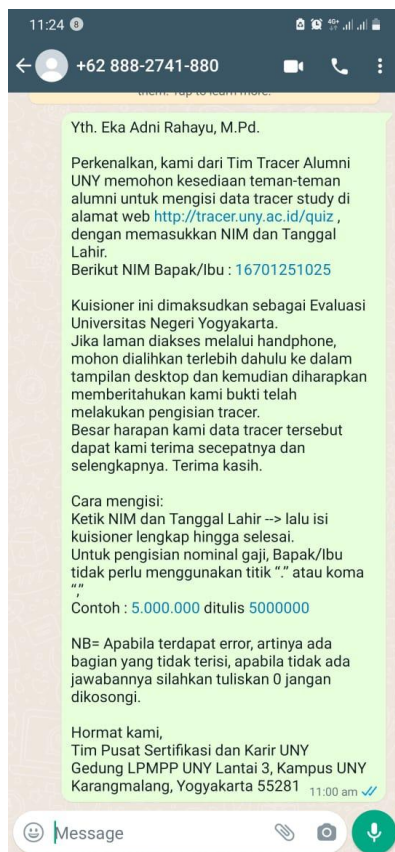 11:24 8
4G+
+62 888-2741-880
them. Tap to learn more.
Yth. Eka Adni Rahayu, M.Pd.
Perkenalkan, kami dari Tim Tracer Alumni
UNY memohon kesediaan teman-teman
alumni untuk mengisi data tracer study di
alamat web http://tracer.uny.ac.id/quiz ,
dengan memasukkan NIM dan Tanggal
Lahir.
Berikut NIM Bapak/Ibu : 16701251025
Kuisioner ini dimaksudkan sebagai Evaluasi
Universitas Negeri Yogyakarta.
Jika laman diakses melalui handphone,
mohon dialihkan terlebih dahulu ke dalam
tampilan desktop dan kemudian diharapkan
memberitahukan kami bukti telah
melakukan pengisian tracer.
Besar harapan kami data tracer tersebut
dapat kami terima secepatnya dan
selengkapnya. Terima kasih.
Cara mengisi:
Ketik NIM dan Tanggal Lahir --> lalu isi
kuisioner lengkap hingga selesai.
Untuk pengisian nominal gaji, Bapak/Ibu
tidak perlu menggunakan titik “.” atau koma
“,”
Contoh : 5.000.000 ditulis 5000000
NB= Apabila terdapat error, artinya ada
bagian yang tidak terisi, apabila tidak ada
jawabannya silahkan tuliskan 0 jangan
dikosongi.
Hormat kami,
Tim Pusat Sertifikasi dan Karir UNY
Gedung LPMPP UNY Lantai 3, Kampus UNY
Karangmalang, Yogyakarta 55281 11:00 am
Message